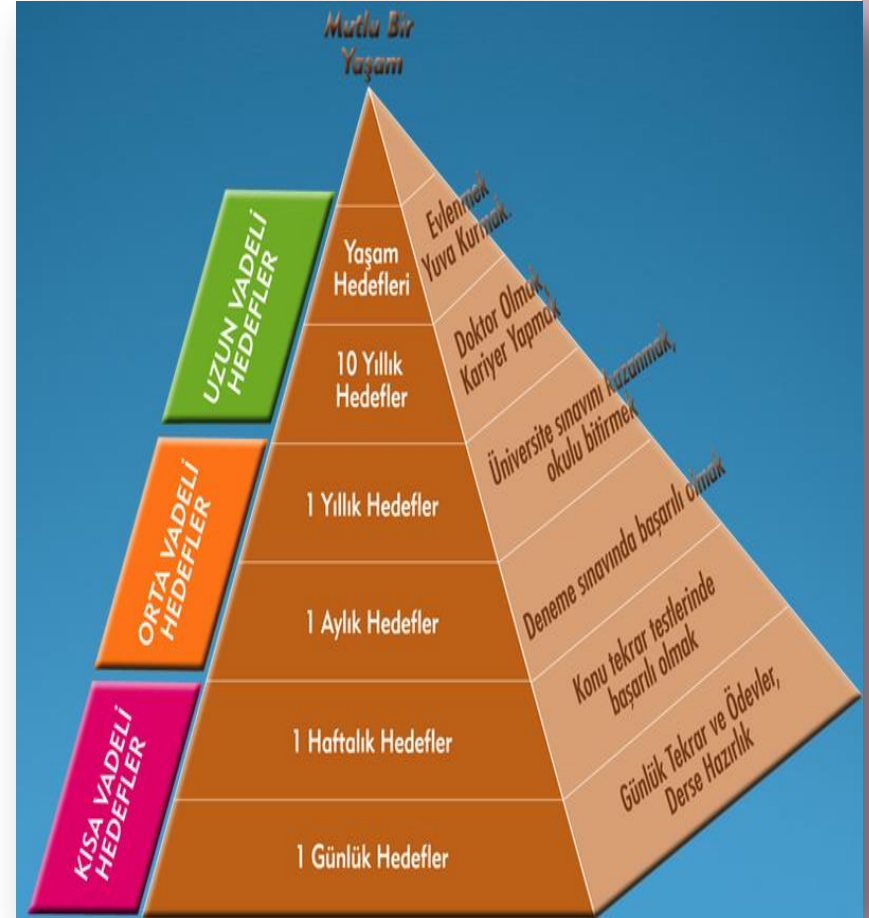 Mutlu Bir
Yaşam
UZUN VADELİ
HEDEFLER
Yaşam
Hedefleri
Evlenmek
Yuva Kurmak.
10 Yıllık
Hedefler
Doktor Olmak,
Kariyer Yapmak
ORTA VADELİ
HEDEFLER
1 Yıllık Hedefler
Üniversite sınavını kazanmak,
okulu bitirmek
1 Aylık Hedefler
Deneme sınavında başarılı olmak
KISA VADELİ
HEDEFLER
1 Haftalık Hedefler
Konu tekrar testlerinde
başarılı olmak
1 Günlük Hedefler
Günlük Tekrar ve Ödevler,
Derse Hazırlık